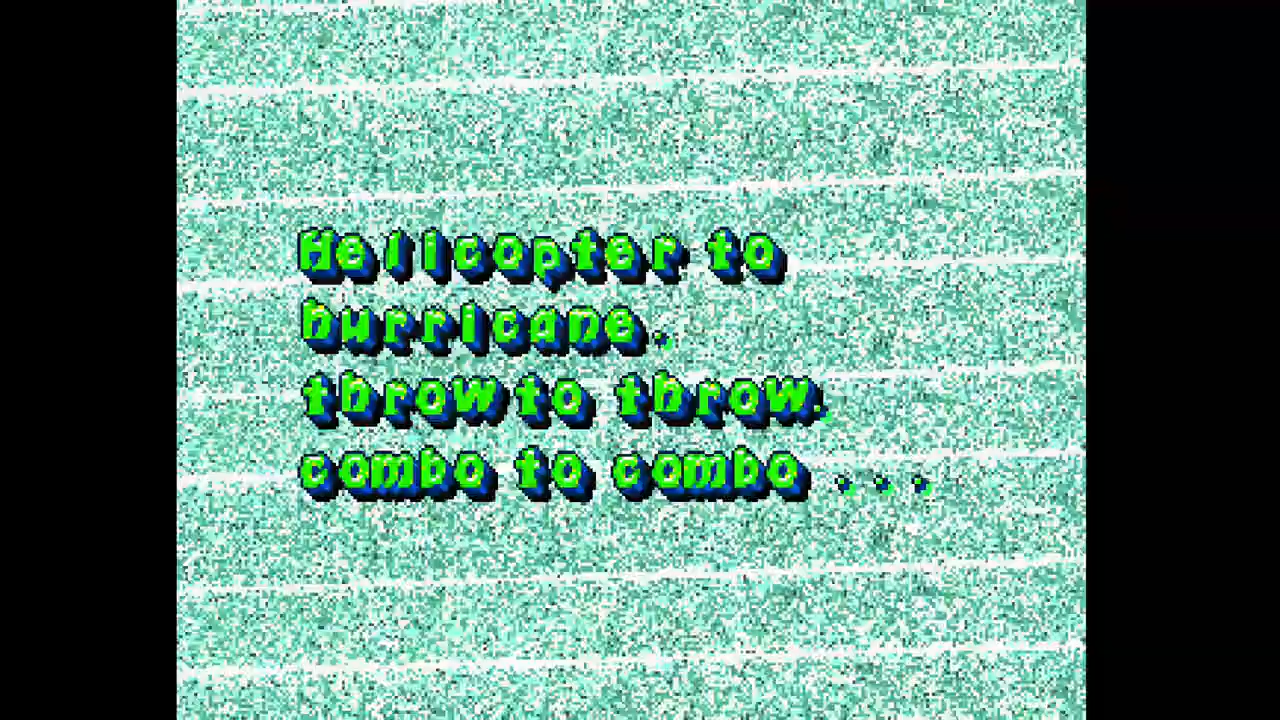 Helicopter to
hurricane.
throw to throw.
combo to combo ...